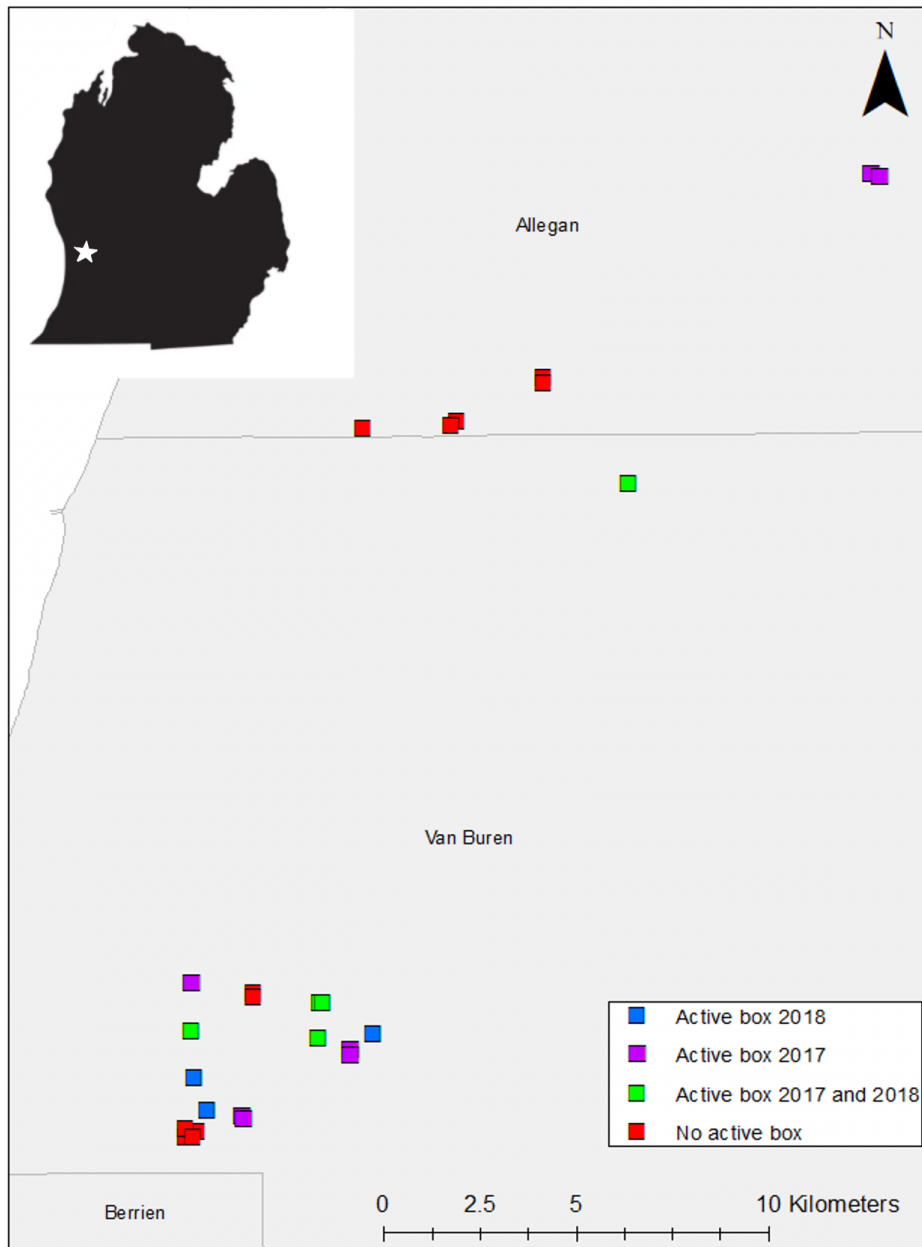 N
Allegan
Van Buren
Active box 2018
Active box 2017
Active box 2017 and 2018
No active box
Berrien
0 2.5 5 10 Kilometers